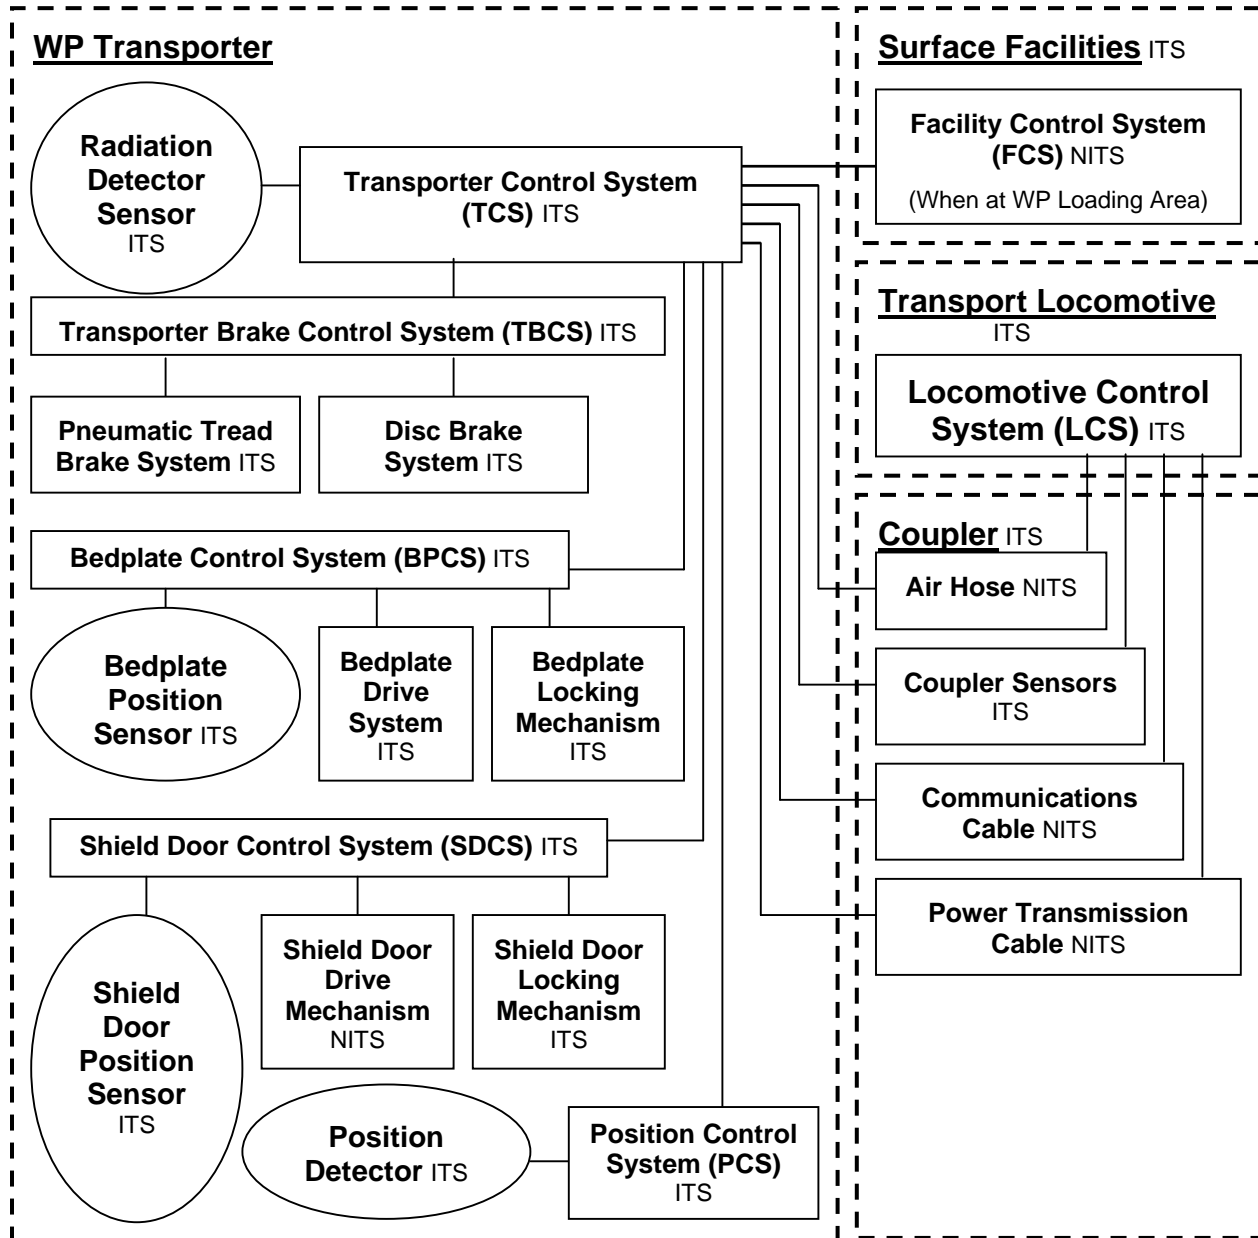 WP Transporter
Radiation
Detector
Sensor
ITS
Transporter Control System
(TCS) ITS
Transporter Brake Control System (TBCS) ITS
Pneumatic Tread
Brake System ITS
Disc Brake
System ITS
Bedplate Control System (BPCS) ITS
Bedplate
Position
Sensor ITS
Bedplate
Drive
System
ITS
Bedplate
Locking
Mechanism
ITS
Shield Door Control System (SDCS) ITS
Shield
Door
Position
Sensor
ITS
Shield Door
Drive
Mechanism
NITS
Shield Door
Locking
Mechanism
ITS
Position
Detector ITS
Position Control
System (PCS)
ITS
Surface Facilities ITS
Facility Control System
(FCS) NITS
(When at WP Loading Area)
Transport Locomotive
ITS
Locomotive Control
System (LCS) ITS
Coupler ITS
Air Hose NITS
Coupler Sensors
ITS
Communications
Cable NITS
Power Transmission
Cable NITS